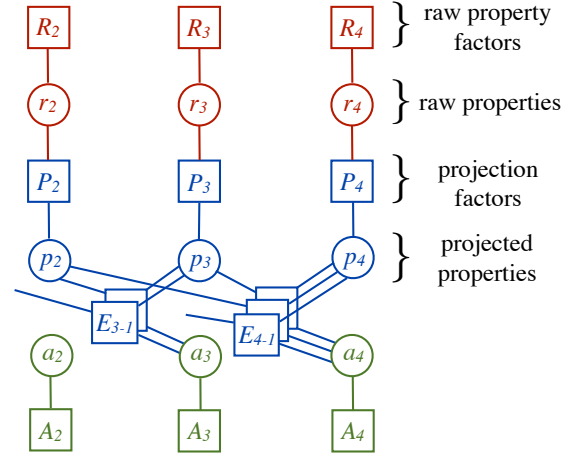 R2 R3 R4 raw property
factors
r2 r3 r4 raw properties
P2 P3 P4 projection
factors
p2 p3 p4 projected
properties
E3-1 E4-1
a2 a3 a4
A2 A3 A4